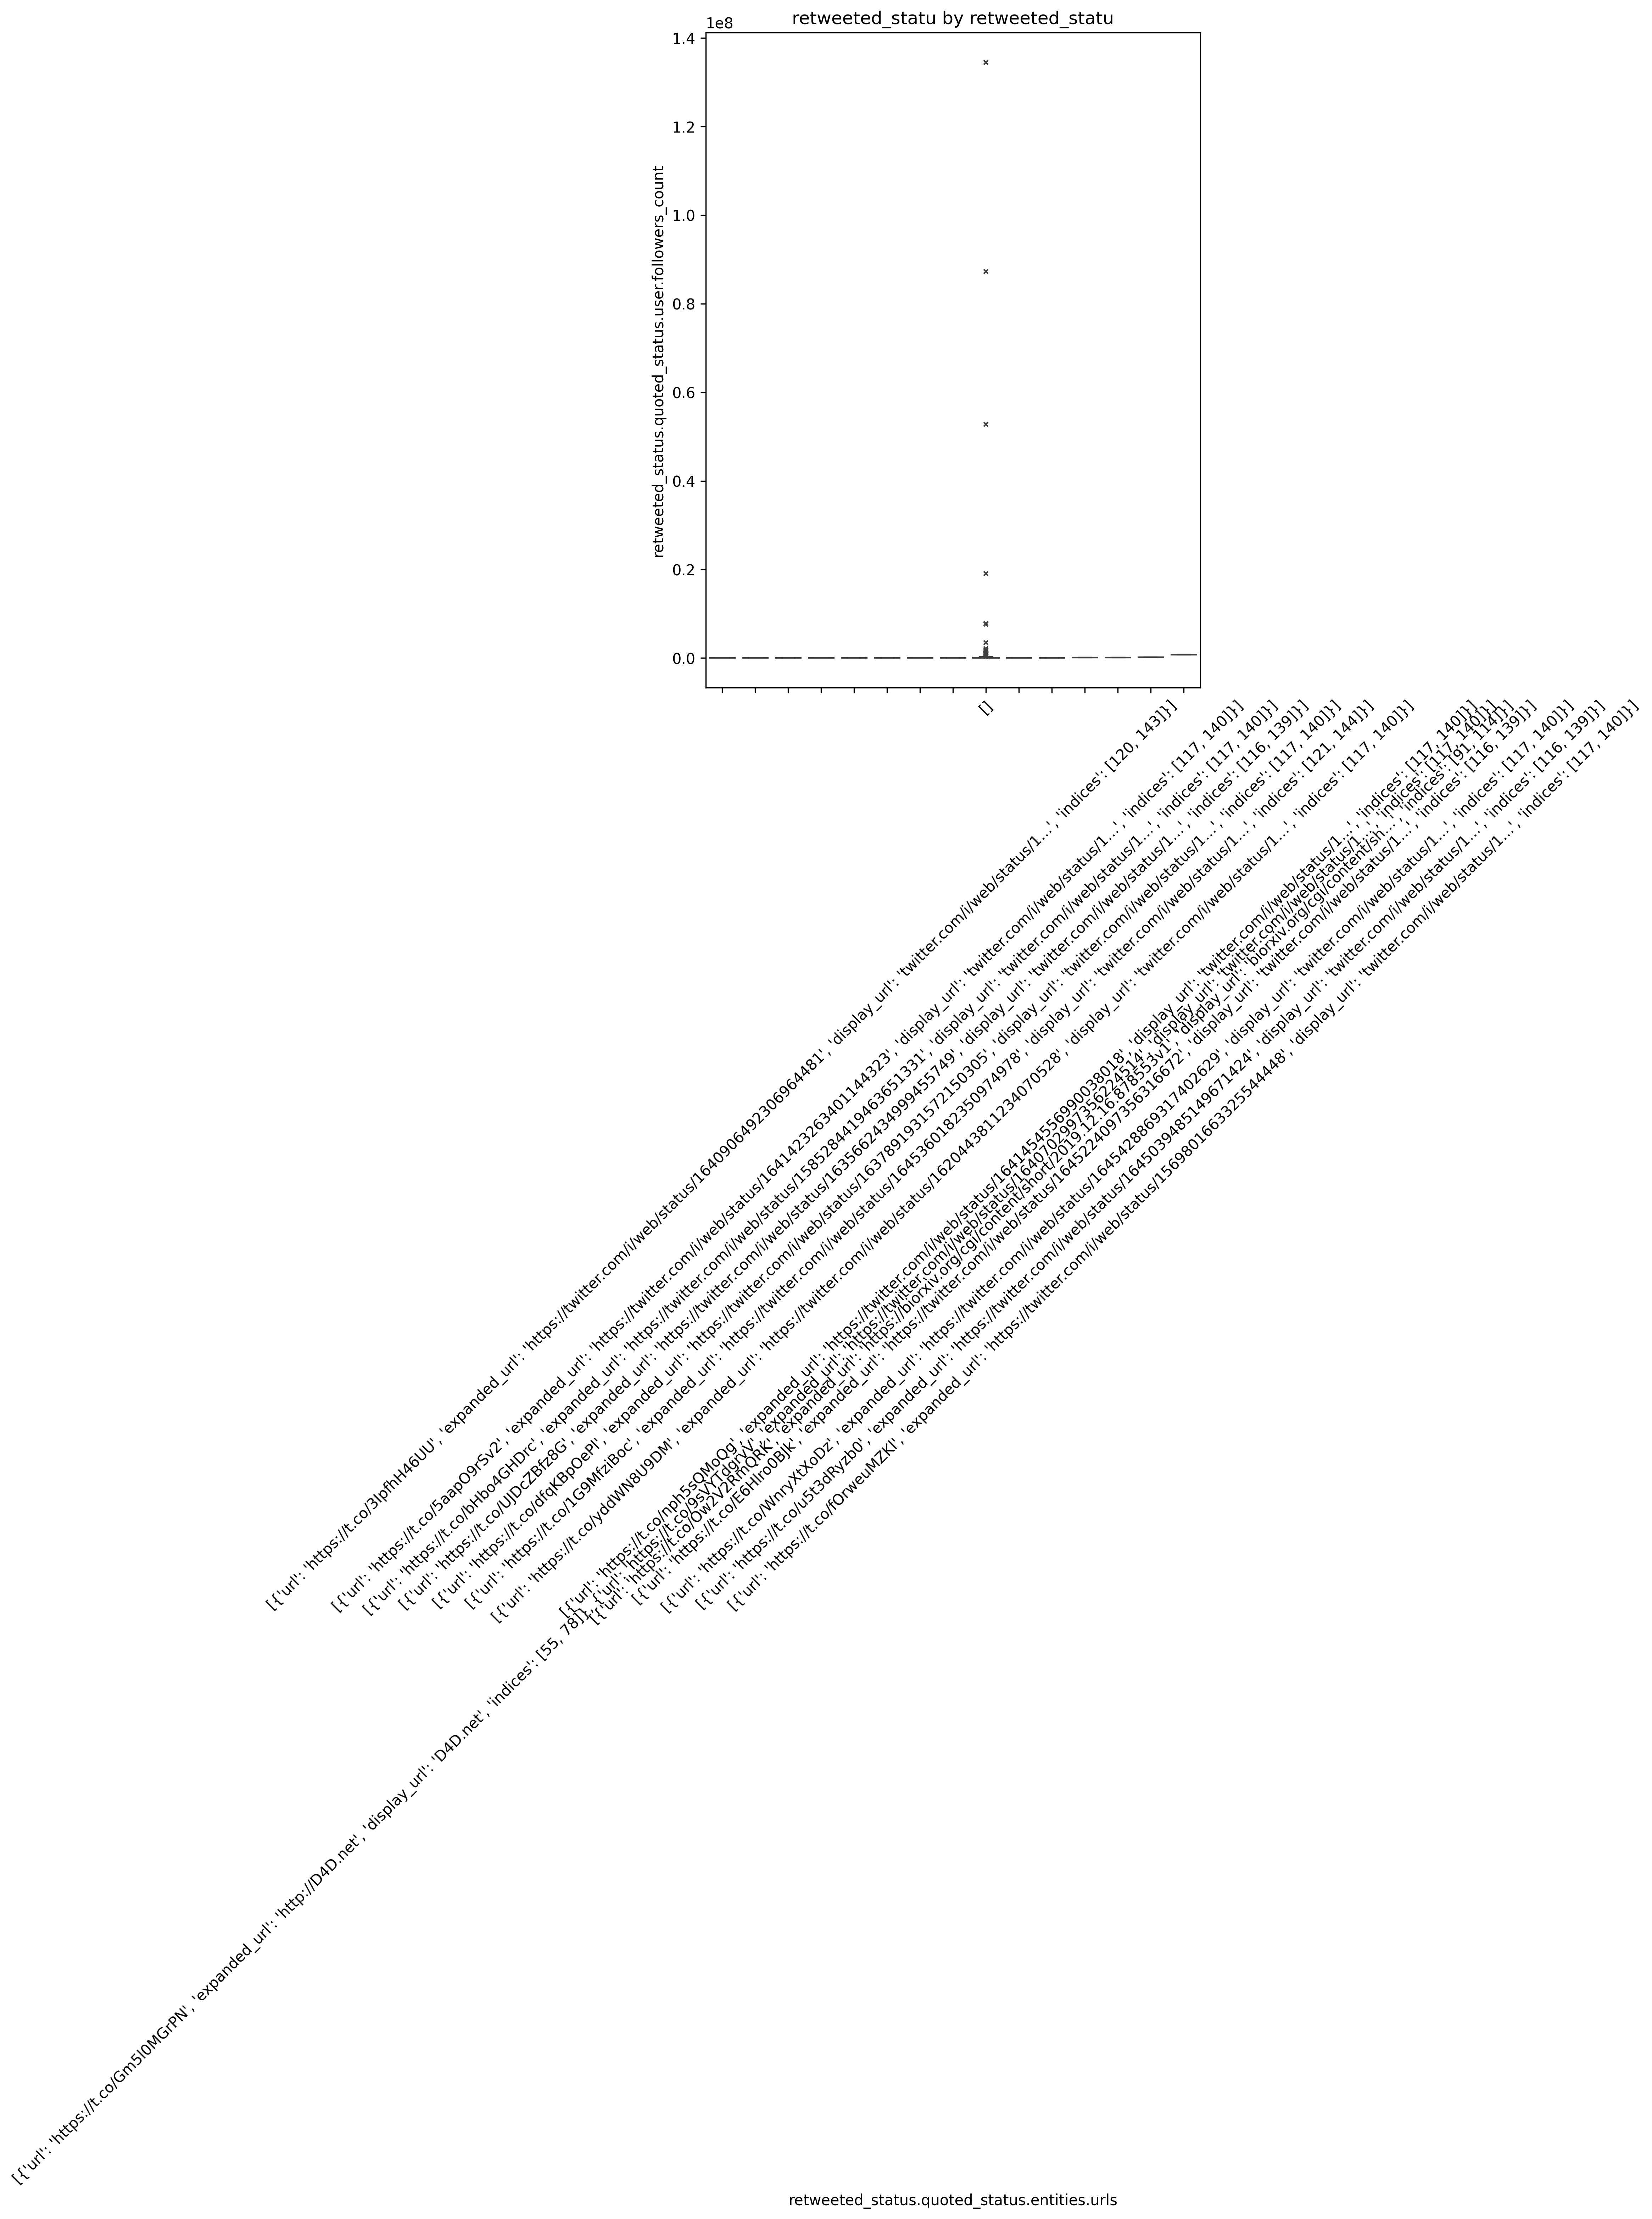 retweeted_statu by retweeted_statu
1e8
1.4
1.2
1.0
0.8
0.6
0.4
0.2
0.0
retweeted_status.quoted_status.user.followers_count
[{'url': 'https://t.co/3IpfhH46UU', 'expanded_url': 'https://twitter.com/i/web/status/1640906492306964481', 'display_url': 'twitter.com/i/web/status/1…', 'indices': [120, 143]}]
[{'url': 'https://t.co/5aapO9rSv2', 'expanded_url': 'https://twitter.com/i/web/status/1641423263401144323', 'display_url': 'twitter.com/i/web/status/1…', 'indices': [117, 140]}]
[{'url': 'https://t.co/bHbo4GHDrc', 'expanded_url': 'https://twitter.com/i/web/status/1585284419463651331', 'display_url': 'twitter.com/i/web/status/1…', 'indices': [117, 140]}]
[{'url': 'https://t.co/UJDcZBfz8G', 'expanded_url': 'https://twitter.com/i/web/status/1635662434999455749', 'display_url': 'twitter.com/i/web/status/1…', 'indices': [116, 139]}]
[{'url': 'https://t.co/dfqKBpOePl', 'expanded_url': 'https://twitter.com/i/web/status/1637891931572150305', 'display_url': 'twitter.com/i/web/status/1…', 'indices': [117, 140]}]
[{'url': 'https://t.co/1G9MfziBoc', 'expanded_url': 'https://twitter.com/i/web/status/1645360182350974978', 'display_url': 'twitter.com/i/web/status/1…', 'indices': [121, 144]}]
[{'url': 'https://t.co/yddWN8U9DM', 'expanded_url': 'https://twitter.com/i/web/status/1620443811234070528', 'display_url': 'twitter.com/i/web/status/1…', 'indices': [117, 140]}]
[{'url': 'https://t.co/Gm5l0MGrPN', 'expanded_url': 'http://D4D.net', 'display_url': 'D4D.net', 'indices': [55, 78]}, {'url': 'https://t.co/9sVYTdgryV', 'expanded_url': 'https://twitter.com/i/web/status/1640702997356224514', 'display_url': 'twitter.com/i/web/status/1…', 'indices': [117, 140]}]
[]
[{'url': 'https://t.co/nph5sQMoQg', 'expanded_url': 'https://twitter.com/i/web/status/1641454556990038018', 'display_url': 'twitter.com/i/web/status/1…', 'indices': [117, 140]}]
[{'url': 'https://t.co/Ow2V2RmQRK', 'expanded_url': 'https://biorxiv.org/cgi/content/short/2019.12.16.878553v1', 'display_url': 'biorxiv.org/cgi/content/sh…', 'indices': [91, 114]}]
[{'url': 'https://t.co/E6Hlro0BJk', 'expanded_url': 'https://twitter.com/i/web/status/1645224097356316672', 'display_url': 'twitter.com/i/web/status/1…', 'indices': [116, 139]}]
[{'url': 'https://t.co/WnryXtXoDz', 'expanded_url': 'https://twitter.com/i/web/status/1645428869317402629', 'display_url': 'twitter.com/i/web/status/1…', 'indices': [117, 140]}]
[{'url': 'https://t.co/u5t3dRyzb0', 'expanded_url': 'https://twitter.com/i/web/status/1645039485149671424', 'display_url': 'twitter.com/i/web/status/1…', 'indices': [116, 139]}]
[{'url': 'https://t.co/fOrweuMZKl', 'expanded_url': 'https://twitter.com/i/web/status/1569801663325544448', 'display_url': 'twitter.com/i/web/status/1…', 'indices': [117, 140]}]
retweeted_status.quoted_status.entities.urls